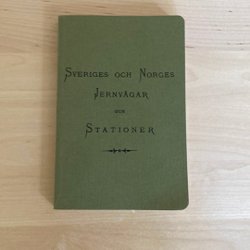 SVERIGES OCH NORGES
JERNVÄGAR
OCH
STATIONER